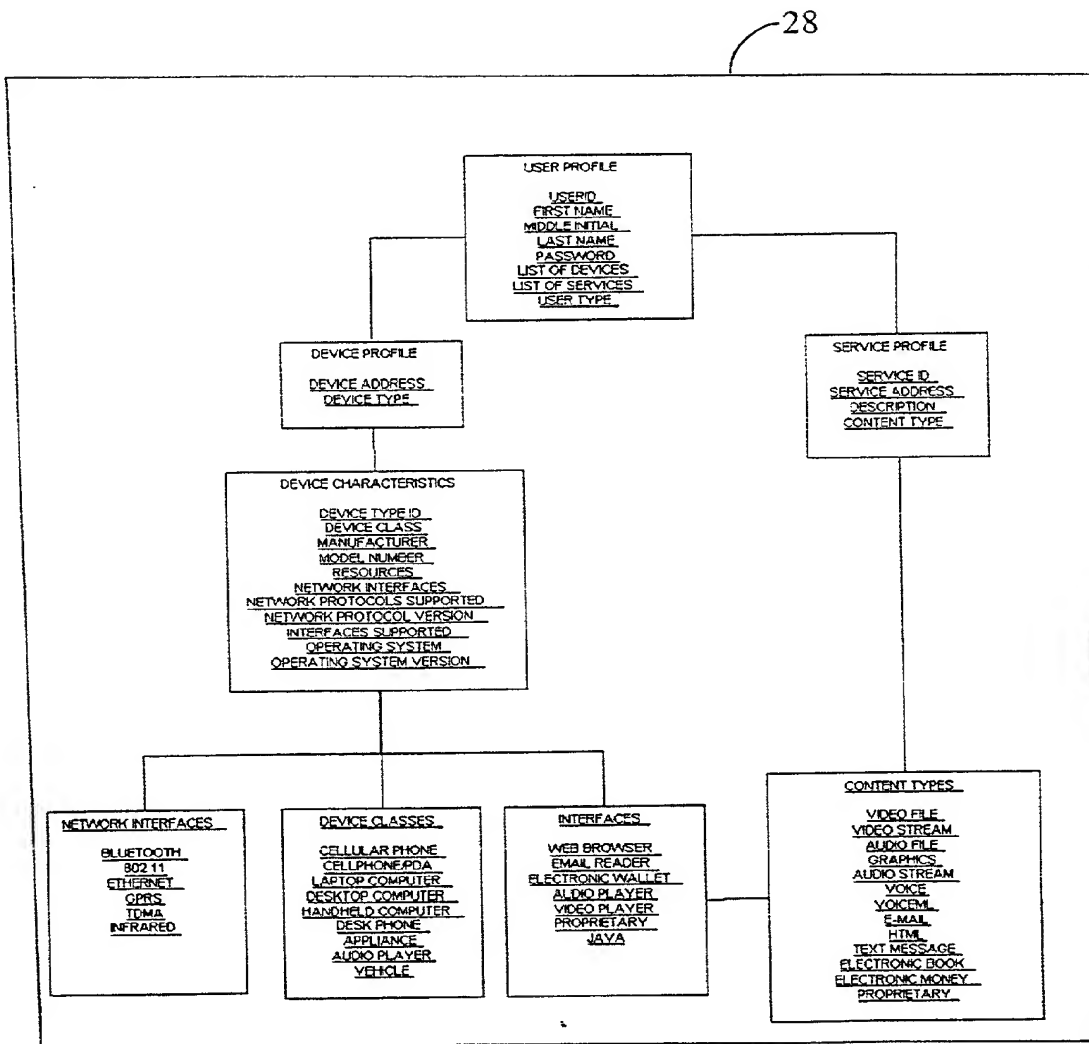 28
USER PROFILE
USERID
FIRST NAME
MIDDLE INITIAL
LAST NAME
PASSWORD
LIST OF DEVICES
LIST OF SERVICES
USER TYPE
DEVICE PROFILE
DEVICE ADDRESS
DEVICE TYPE
SERVICE PROFILE
SERVICE ID
SERVICE ADDRESS
DESCRIPTION
CONTENT TYPE
DEVICE CHARACTERISTICS
DEVICE TYPE ID
DEVICE CLASS
MANUFACTURER
MODEL NUMBER
RESOURCES
NETWORK INTERFACES
NETWORK PROTOCOLS SUPPORTED
NETWORK PROTOCOL VERSION
INTERFACES SUPPORTED
OPERATING SYSTEM
OPERATING SYSTEM VERSION
NETWORK INTERFACES
BLUETOOTH
802 11
ETHERNET
GPRS
TDMA
INFRARED
DEVICE CLASSES
CELLULAR PHONE
CELLPHONE/PDA
LAPTOP COMPUTER
DESKTOP COMPUTER
HANDHELD COMPUTER
DESK PHONE
APPLIANCE
AUDIO PLAYER
VEHICLE
INTERFACES
WEB BROWSER
EMAIL READER
ELECTRONIC WALLET
AUDIO PLAYER
VIDEO PLAYER
PROPRIETARY
JAVA
CONTENT TYPES
VIDEO FILE
VIDEO STREAM
AUDIO FILE
GRAPHICS
AUDIO STREAM
VOICE
VOICEML
E-MAIL
HTML
TEXT MESSAGE
ELECTRONIC BOOK
ELECTRONIC MONEY
PROPRIETARY